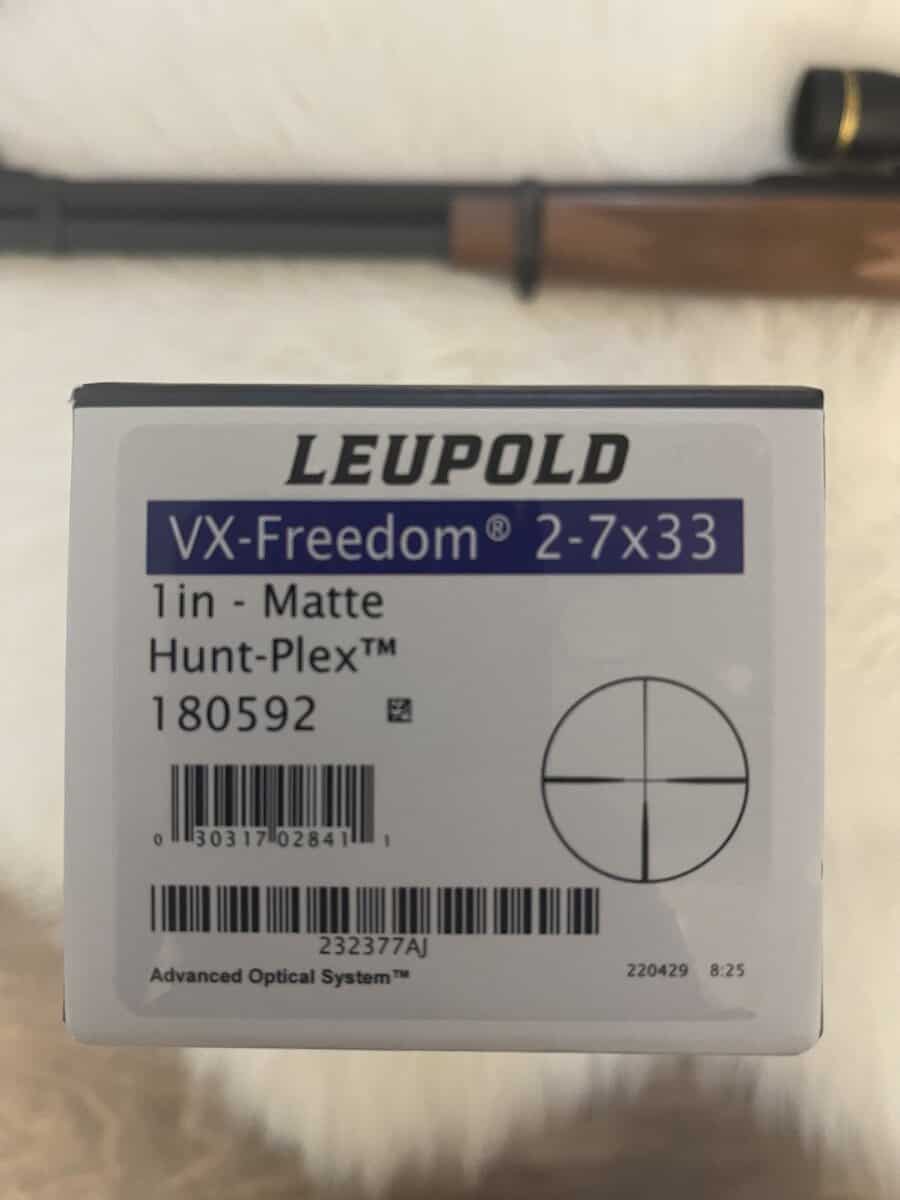 LEUPOLD
VX-Freedom® 2-7x33
1in - Matte
Hunt-Plex™
180592
0 30317 02841 1
232377AJ
Advanced Optical System™
220429 8:25